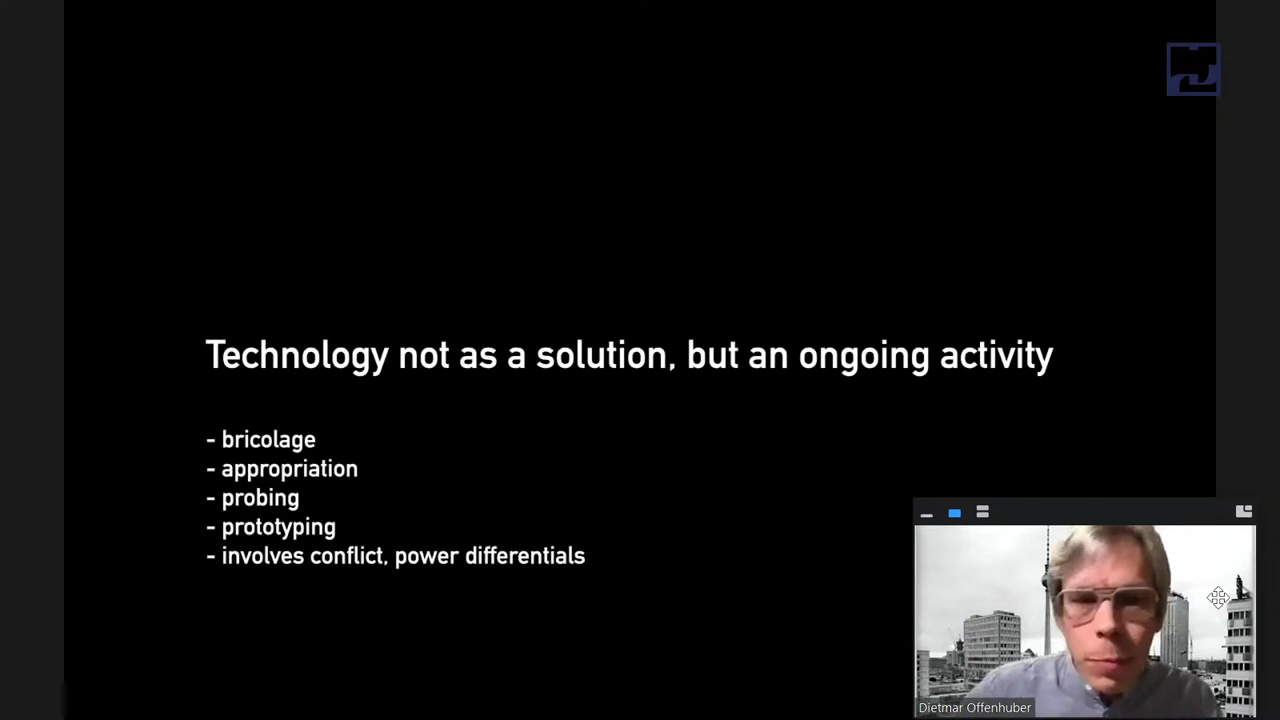 Technology not as a solution, but an ongoing activity
- bricolage
- appropriation
- probing
- prototyping
- involves conflict, power differentials
Dietmar Offenhuber